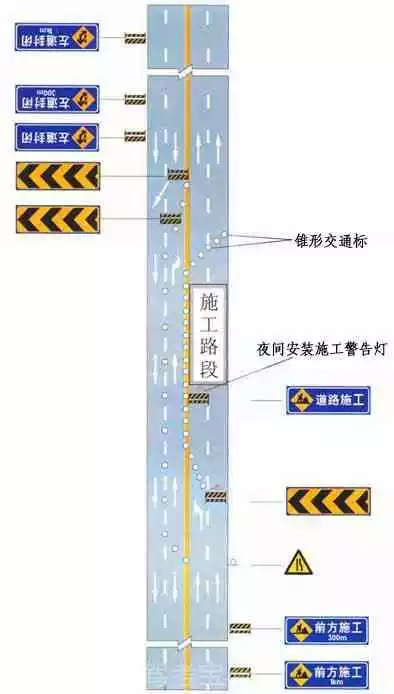 左道封闭
1km
左道封闭
300m
左道封闭
锥形交通标
施工路段
夜间安装施工警告灯
道路施工
前方施工
300m
前方施工
1km